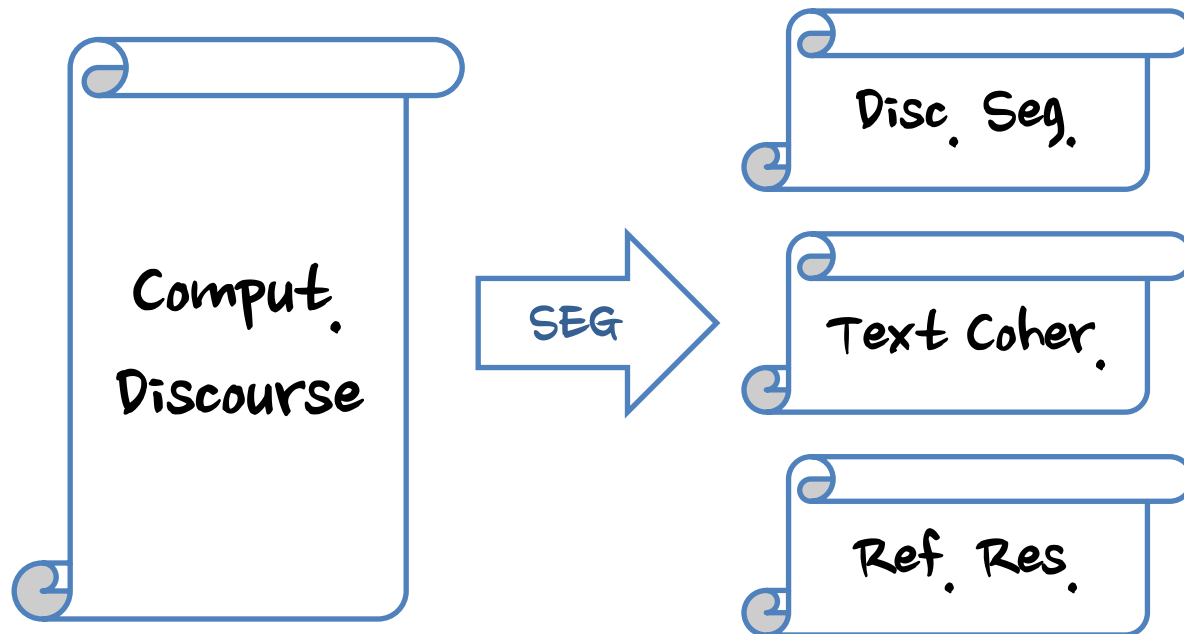 Comput.
Discourse
SEG
Disc. Seg.
Text Coher.
Ref. Res.